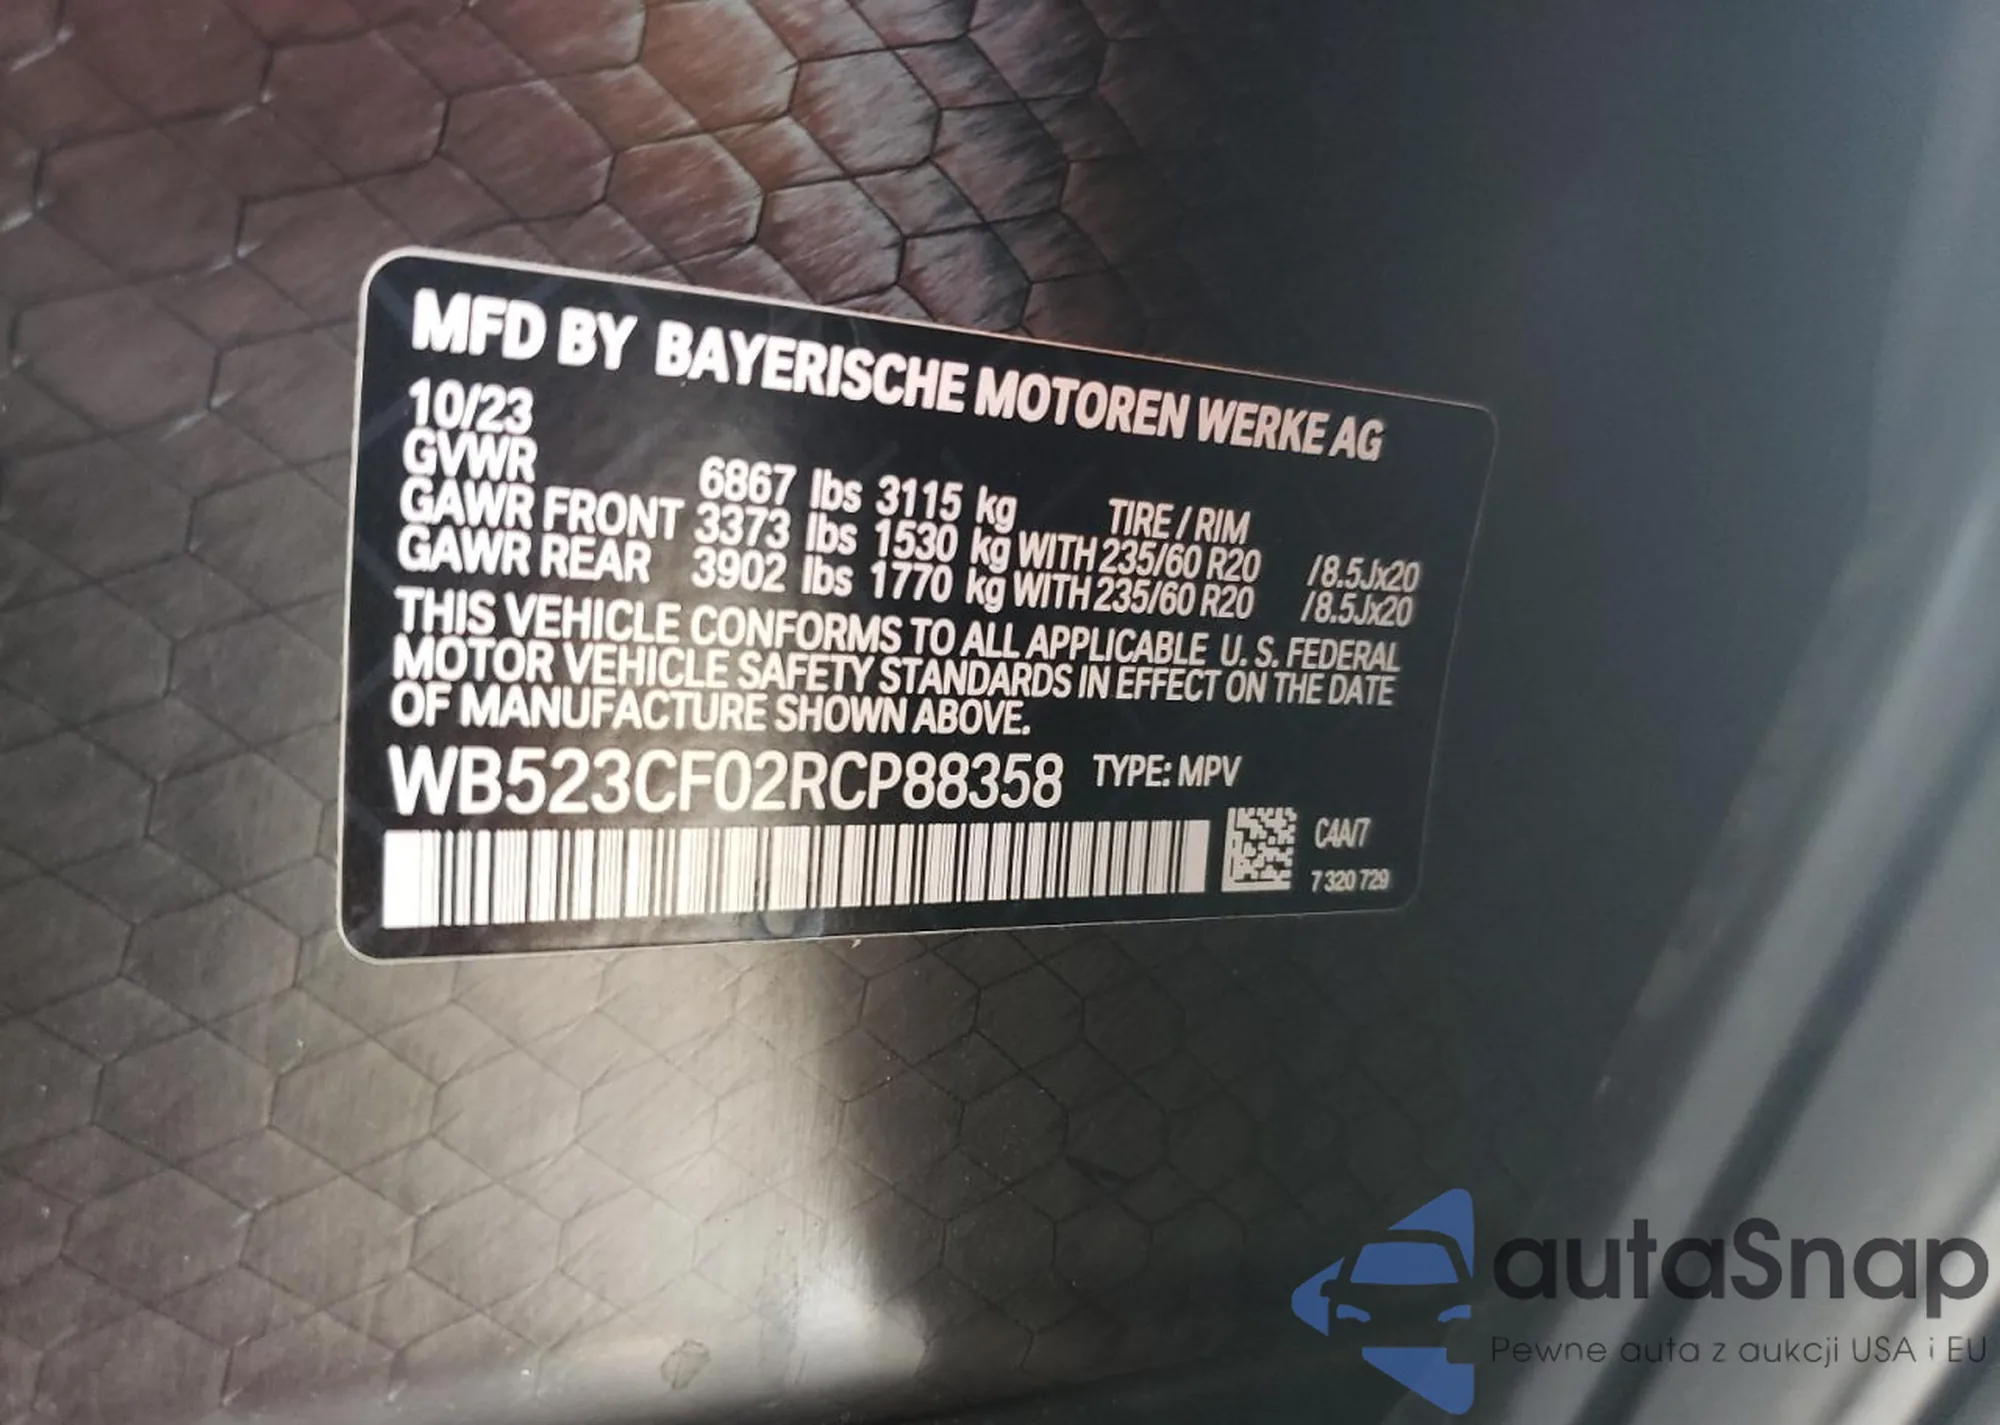 MFD BY BAYERISCHE MOTOREN WERKE AG
10/23
GVWR 6867 lbs 3115 kg TIRE / RIM
GAWR FRONT 3373 lbs 1530 kg WITH 235/60 R20 /8.5Jx20
GAWR REAR 3902 lbs 1770 kg WITH 235/60 R20 /8.5Jx20
THIS VEHICLE CONFORMS TO ALL APPLICABLE U. S. FEDERAL
MOTOR VEHICLE SAFETY STANDARDS IN EFFECT ON THE DATE
OF MANUFACTURE SHOWN ABOVE.
WB523CF02RCP88358 TYPE: MPV
C4A/7
7 320 729
autaSnap
Pewne auta z aukcji USA i EU